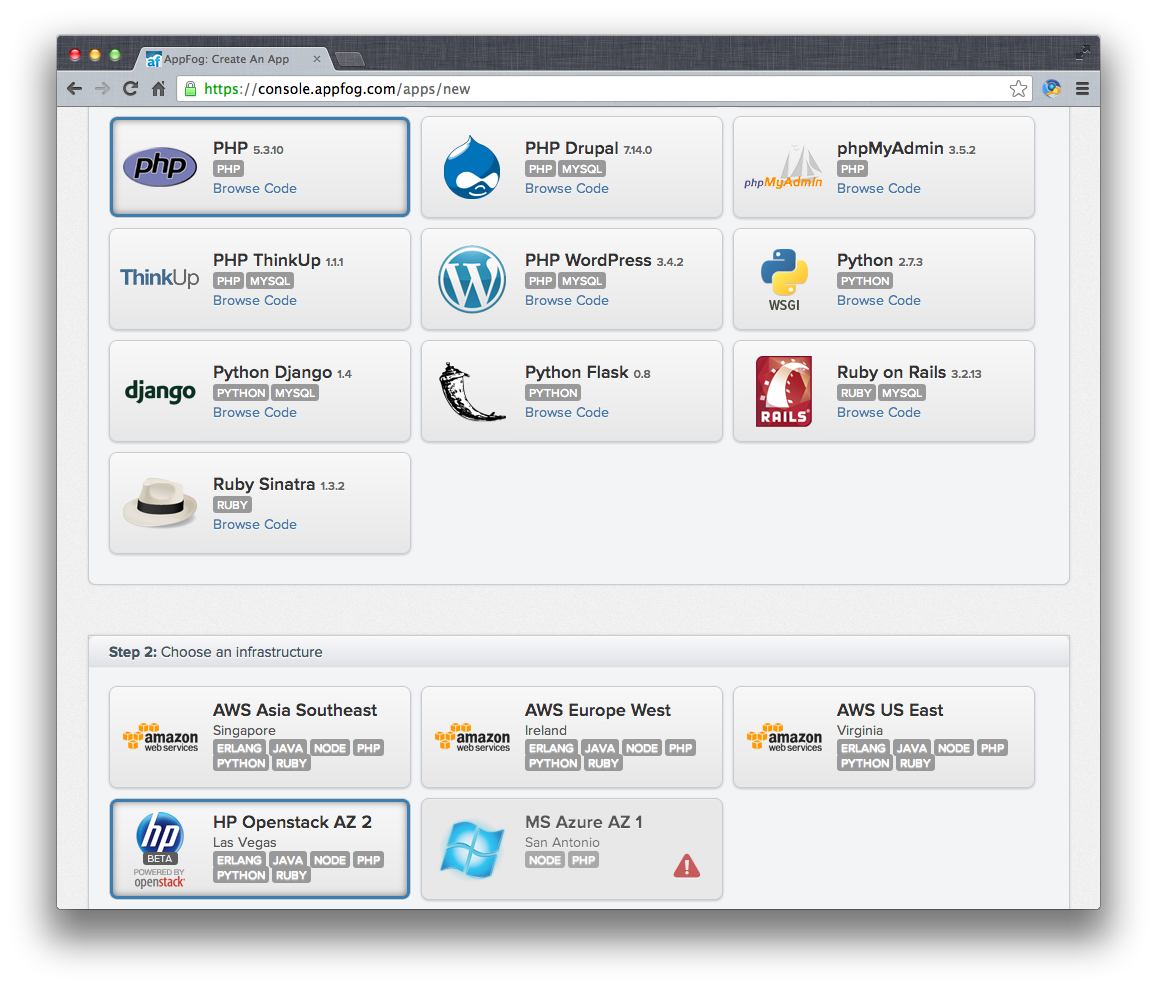 AppFog: Create An App
https://console.appfog.com/apps/new
php
PHP 5.3.10
PHP
Browse Code
PHP Drupal 7.14.0
PHP MYSQL
Browse Code
phpMyAdmin
phpMyAdmin 3.5.2
PHP
Browse Code
ThinkUp
PHP ThinkUp 1.1.1
PHP MYSQL
Browse Code
W
PHP WordPress 3.4.2
PHP MYSQL
Browse Code
WSGI
Python 2.7.3
PYTHON
Browse Code
django
Python Django 1.4
PYTHON MYSQL
Browse Code
Python Flask 0.8
PYTHON
Browse Code
RAILS
Ruby on Rails 3.2.13
RUBY MYSQL
Browse Code
Ruby Sinatra 1.3.2
RUBY
Browse Code
Step 2: Choose an infrastructure
amazon
web services
AWS Asia Southeast
Singapore
ERLANG JAVA NODE PHP
PYTHON RUBY
amazon
web services
AWS Europe West
Ireland
ERLANG JAVA NODE PHP
PYTHON RUBY
amazon
web services
AWS US East
Virginia
ERLANG JAVA NODE PHP
PYTHON RUBY
hp
BETA
POWERED BY
openstack
HP Openstack AZ 2
Las Vegas
ERLANG JAVA NODE PHP
PYTHON RUBY
MS Azure AZ 1
San Antonio
NODE PHP